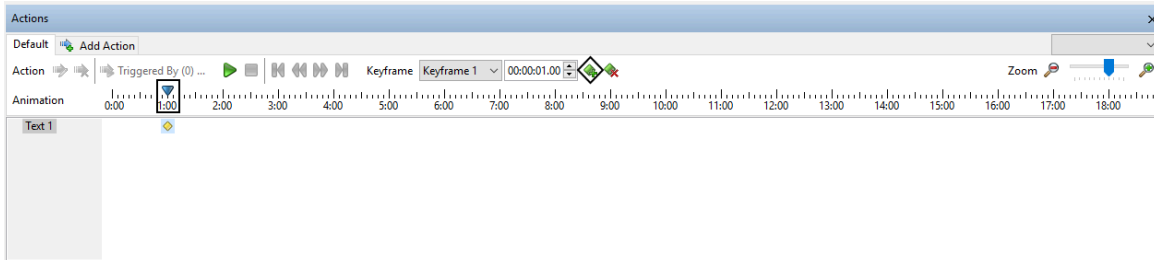 Actions
Default Add Action
Action Triggered By (0) ... Keyframe Keyframe 1 00:00:01.00 Zoom
Animation 0:00 1:00 2:00 3:00 4:00 5:00 6:00 7:00 8:00 9:00 10:00 11:00 12:00 13:00 14:00 15:00 16:00 17:00 18:00
Text 1